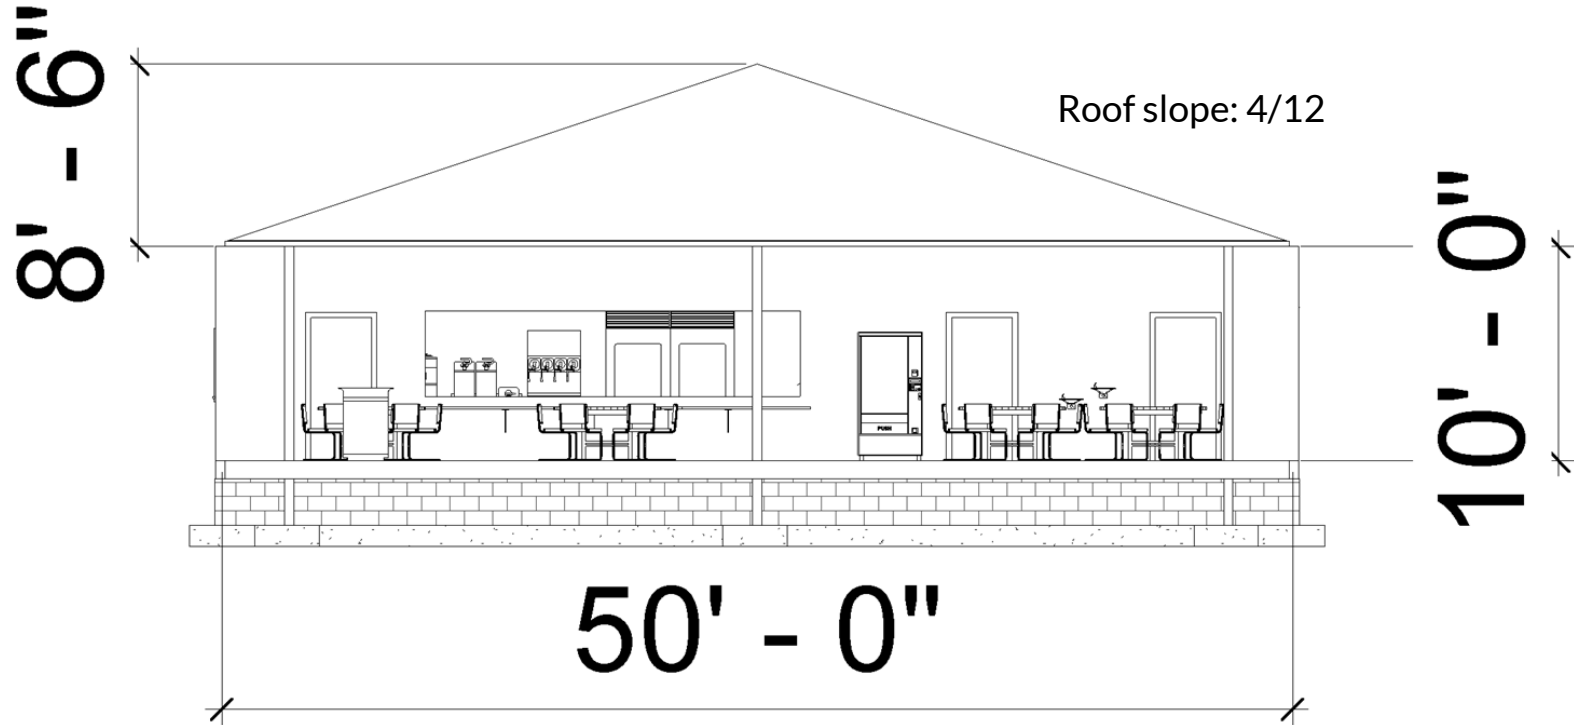 8' - 6"
Roof slope: 4/12
10' - 0"
PUSH
50' - 0"